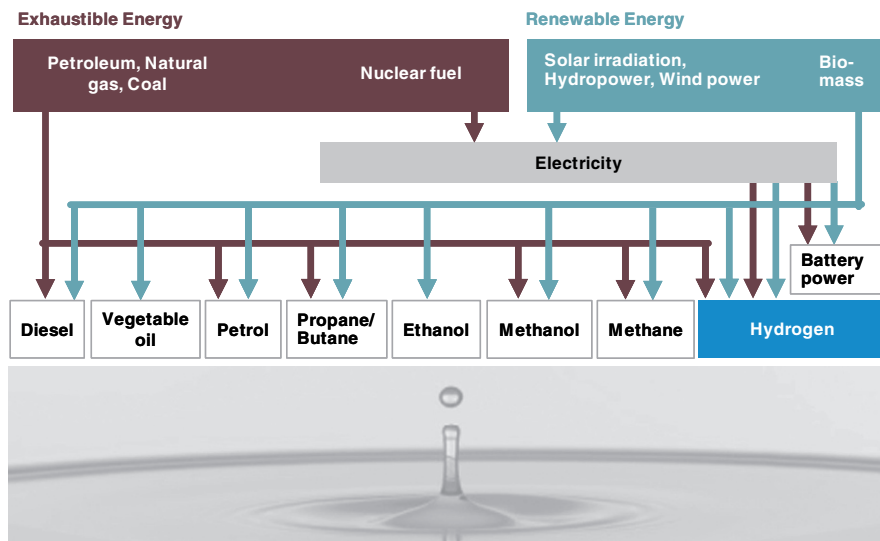 Exhaustible Energy
Renewable Energy
Petroleum, Natural
gas, Coal
Nuclear fuel
Solar irradiation,
Hydropower, Wind power
Bio-
mass
Electricity
Battery
power
Diesel
Vegetable
oil
Petrol
Propane/
Butane
Ethanol
Methanol
Methane
Hydrogen